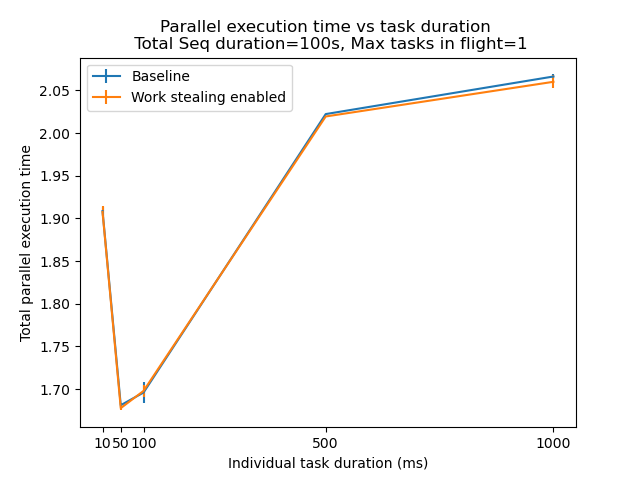 Parallel execution time vs task duration
Total Seq duration=100s, Max tasks in flight=1
Baseline
Work stealing enabled
Total parallel execution time
2.05
2.00
1.95
1.90
1.85
1.80
1.75
1.70
10 50 100 500 1000
Individual task duration (ms)